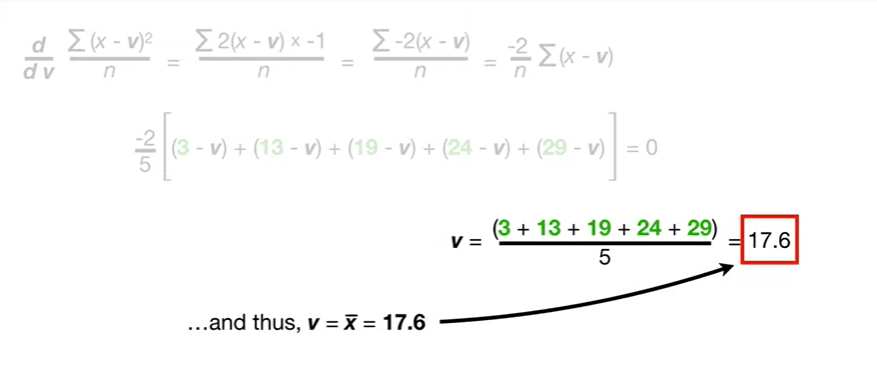 d/dv Σ(x - v)²/n = Σ2(x - v) × -1/n = Σ-2(x - v)/n = -2/n Σ(x - v)
-2/5 [(3 - v) + (13 - v) + (19 - v) + (24 - v) + (29 - v)] = 0
v = (3 + 13 + 19 + 24 + 29)/5 = 17.6
...and thus, v = x̅ = 17.6